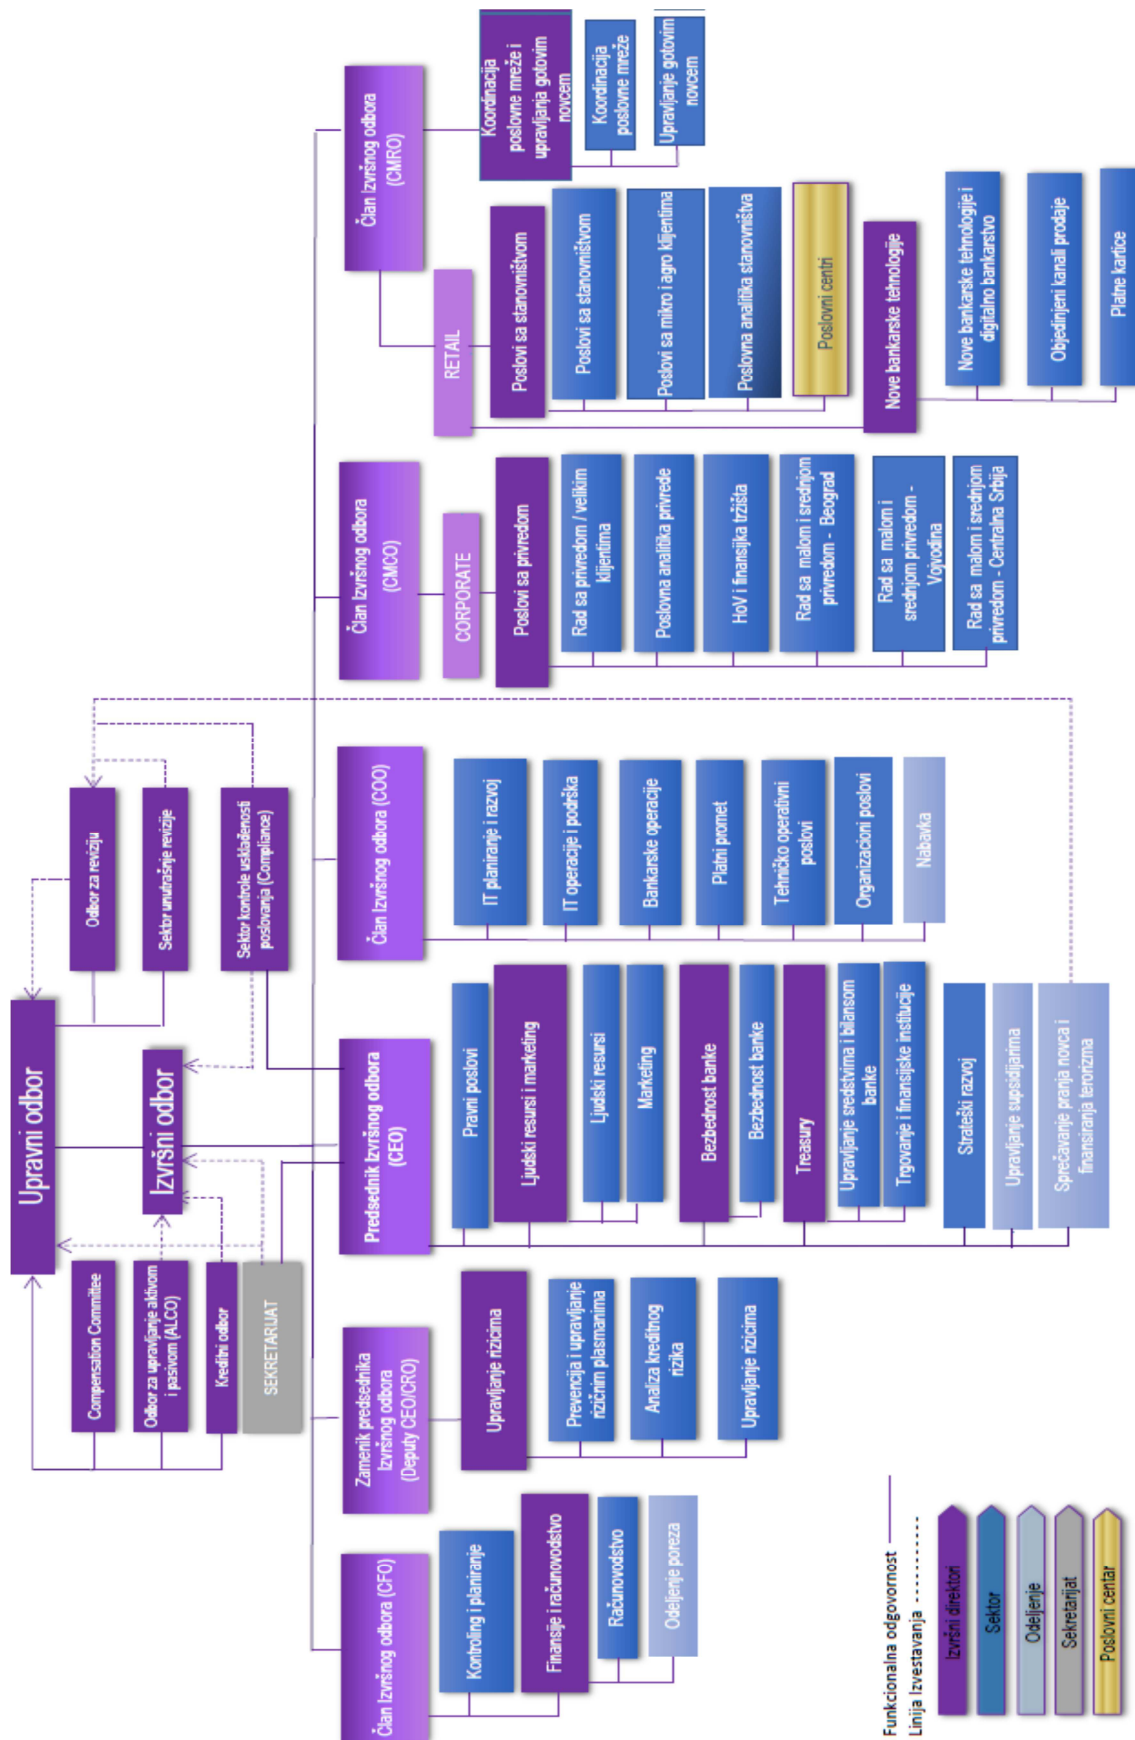 Upravni odbor
Izvršni odbor
Compensation Committee
Odbor za upravljanje aktivom
i pasivom (ALCO)
Kreditni odbor
SEKRETARIJAT
Odbor za reviziju
Sektor unutrašnje revizije
Sektor kontrole usklađenosti
poslovanja (Compliance)
Član Izvršnog odbora (CFO)
Kontroling i planiranje
Finansije i računovodstvo
Računovodstvo
Odeljenje poreza
Zamenik predsednika
Izvršnog odbora
(Deputy CEO/CRO)
Upravljanje rizicima
Prevencija i upravljanje
rizičnim plasmanima
Analiza kreditnog
rizika
Upravljanje rizicima
Predsednik Izvršnog odbora
(CEO)
Pravni poslovi
Ljudski resursi i marketing
Ljudski resursi
Marketing
Bezbednost banke
Bezbednost banke
Treasury
Upravljanje sredstvima i bilansom
banke
Trgovanje i finansijske institucije
Strateški razvoj
Upravljanje supsidijarima
Sprečavanje pranja novca i
finansiranja terorizma
Član Izvršnog odbora (COO)
IT planiranje i razvoj
IT operacije i podrška
Bankarske operacije
Platni promet
Tehničko operativni
poslovi
Organizacioni poslovi
Nabavka
Član Izvršnog odbora
(CMCO)
CORPORATE
Poslovi sa privredom
Rad sa privredom / velikim
klijentima
Poslovna analitika privrede
HoV i finansijska tržišta
Rad sa malom i srednjom
privredom - Beograd
Rad sa malom i
srednjom privredom -
Vojvodina
Rad sa malom i srednjom
privredom - Centralna Srbija
Član Izvršnog odbora
(CMRO)
RETAIL
Poslovi sa stanovništvom
Poslovi sa stanovništvom
Poslovi sa mikro i agro klijentima
Poslovna analitika stanovništva
Poslovni centri
Nove bankarske tehnologije
Nove bankarske tehnologije i
digitalno bankarstvo
Objedinjeni kanali prodaje
Platne kartice
Koordinacija
poslovne mreže i
upravljanja gotovim
novcem
Koordinacija
poslovne mreže
Upravljanje gotovim
novcem
Funkcionalna odgovornost
Linija Izvestavanja
Izvršni direktori
Sektor
Odeljenje
Sekretarijat
Poslovni centar